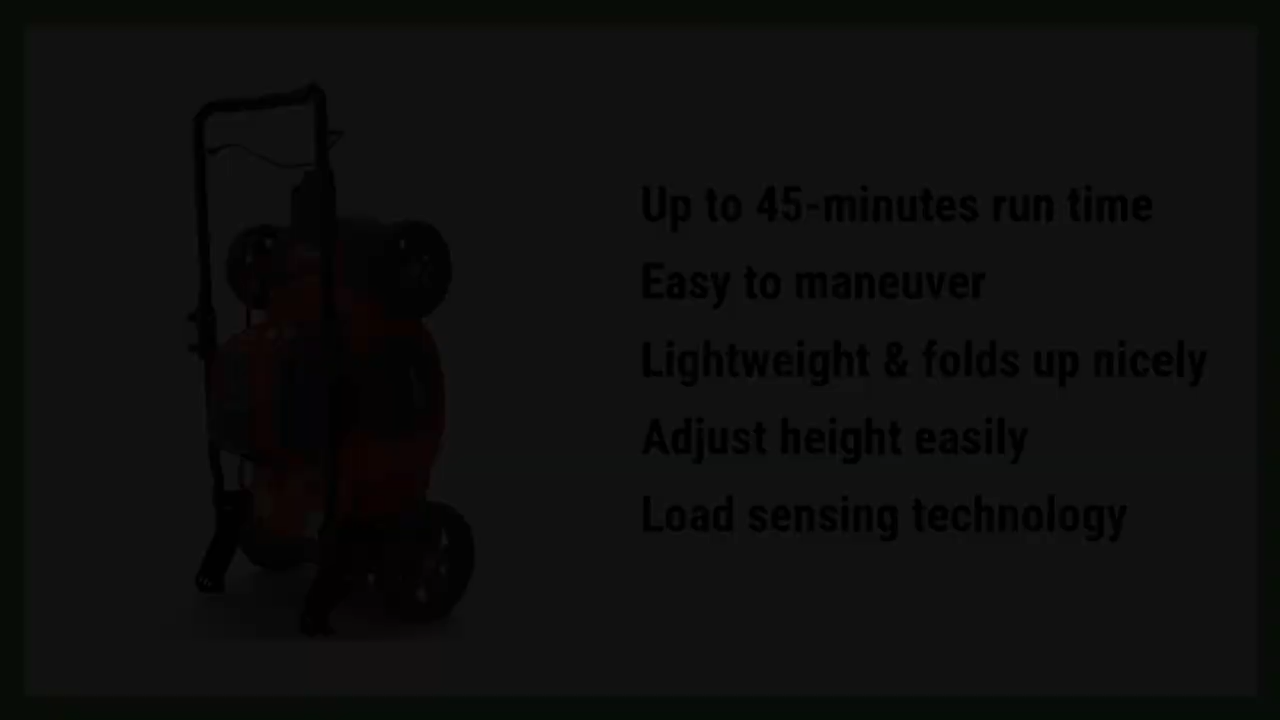 Up to 45-minutes run time
Easy to maneuver
Lightweight & folds up nicely
Adjust height easily
Load sensing technology